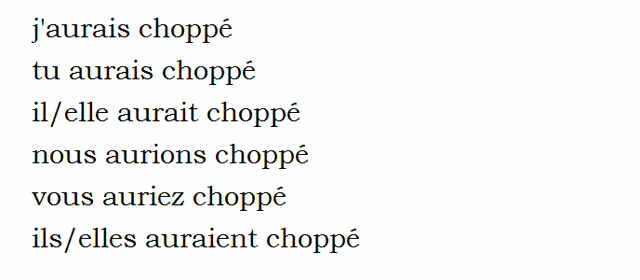 j'aurais choppé
tu aurais choppé
il/elle aurait choppé
nous aurions choppé
vous auriez choppé
ils/elles auraient choppé